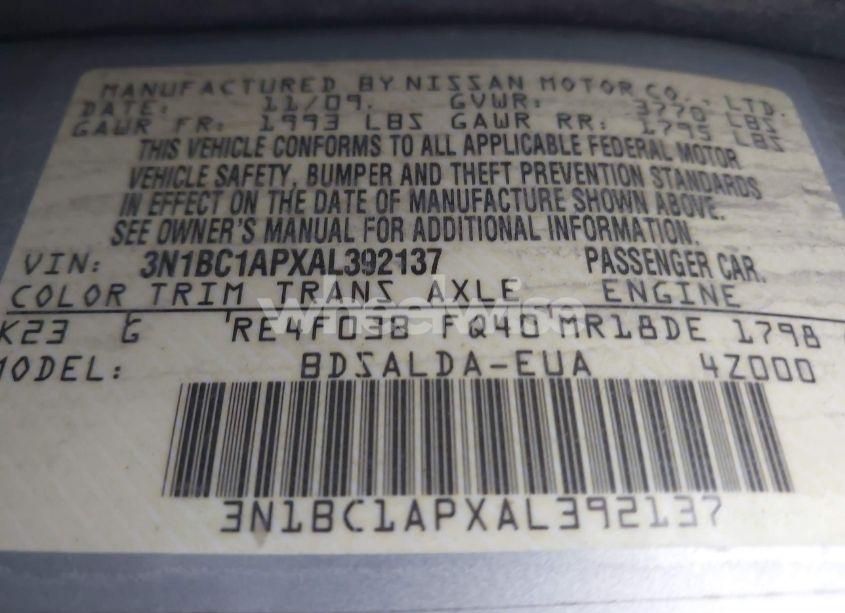 MANUFACTURED BY NISSAN MOTOR CO., LTD.
DATE: 11/09. GVWR: 3770 LBS
GAWR FR: 1993 LBS GAWR RR: 1795 LBS
THIS VEHICLE CONFORMS TO ALL APPLICABLE FEDERAL MOTOR
VEHICLE SAFETY, BUMPER AND THEFT PREVENTION STANDARDS
IN EFFECT ON THE DATE OF MANUFACTURE SHOWN ABOVE.
SEE OWNER'S MANUAL FOR ADDITIONAL INFORMATION.
VIN: 3N1BC1APXAL392137 PASSENGER CAR.
COLOR TRIM TRANS AXLE ENGINE
wheelwise
K23 G RE4F03B FQ40 MR18DE 1798
MODEL: BDSALDA-EUA 4Z000
3N1BC1APXAL392137